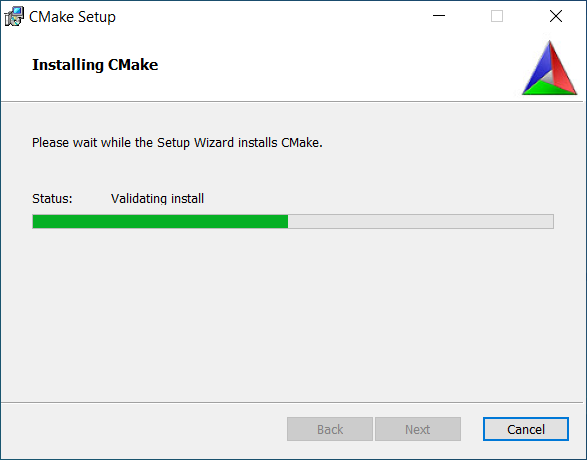 CMake Setup
Installing CMake
Please wait while the Setup Wizard installs CMake.
Status: Validating install
Back Next Cancel